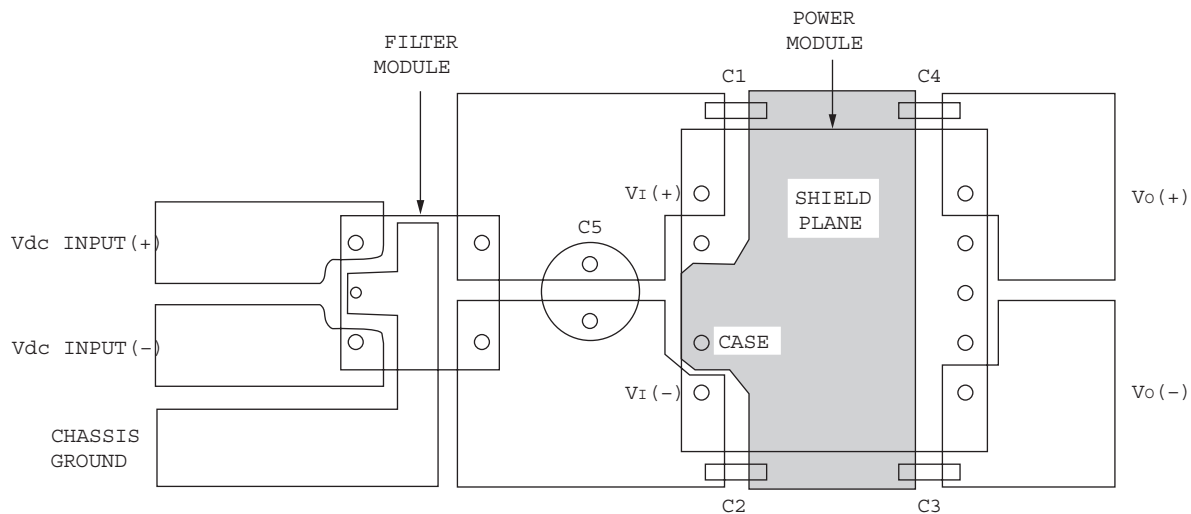 POWER
MODULE
FILTER
MODULE
C1
C4
VI(+)
SHIELD
PLANE
VO(+)
C5
Vdc INPUT(+)
CASE
Vdc INPUT(–)
VI(–)
VO(–)
CHASSIS
GROUND
C2
C3